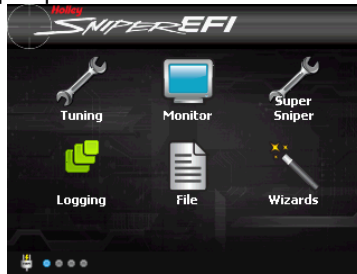 Holley
SNIPER EFI
Tuning
Monitor
Super
Sniper
Logging
File
Wizards